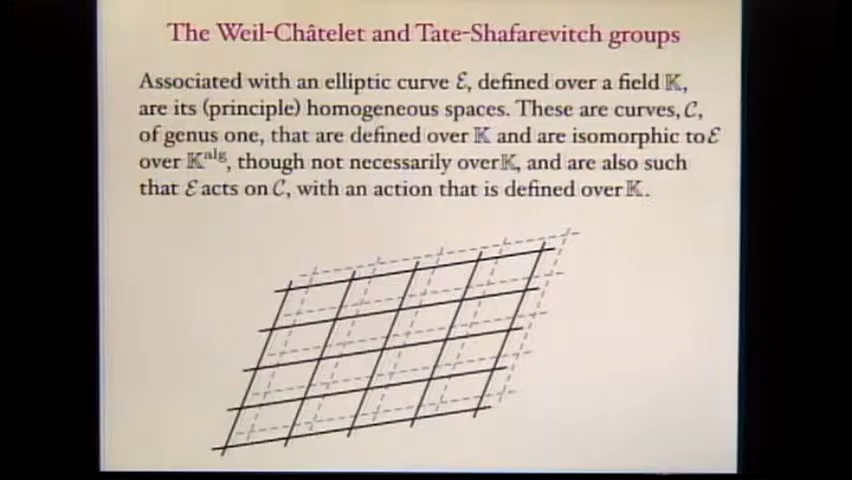 The Weil-Châtelet and Tate-Shafarevitch groups
Associated with an elliptic curve ℰ, defined over a field 𝕂,
are its (principle) homogeneous spaces. These are curves, 𝒞,
of genus one, that are defined over 𝕂 and are isomorphic to ℰ
over 𝕂^alg, though not necessarily over 𝕂, and are also such
that ℰ acts on 𝒞, with an action that is defined over 𝕂.